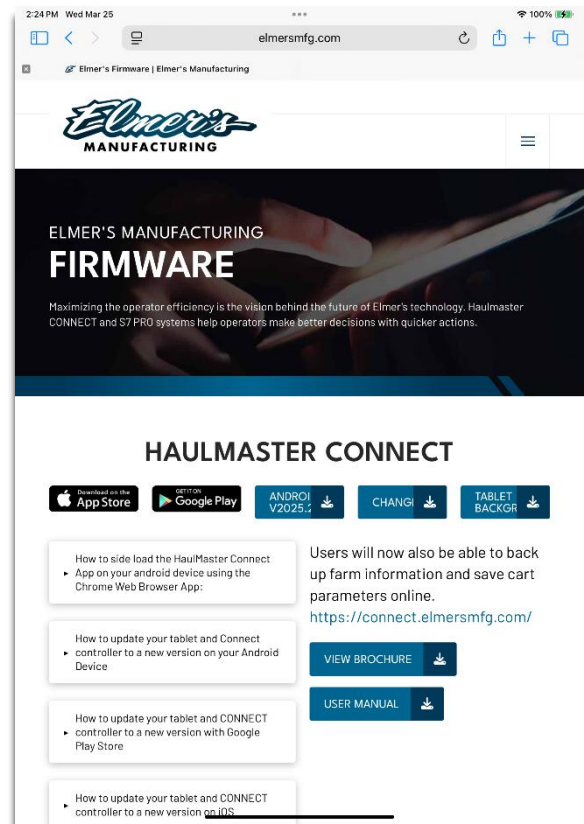 2:24 PM Wed Mar 25
100%
elmersmfg.com
Elmer's Firmware | Elmer's Manufacturing
Elmer's
MANUFACTURING
ELMER'S MANUFACTURING
FIRMWARE
Maximizing the operator efficiency is the vision behind the future of Elmer's technology. Haulmaster
CONNECT and S7 PRO systems help operators make better decisions with quicker actions.
HAULMASTER CONNECT
Download on the
App Store
GET IT ON
Google Play
ANDROI
V2025.2
CHANG
TABLET
BACKGR
How to side load the HaulMaster Connect
App on your android device using the
Chrome Web Browser App:
How to update your tablet and Connect
controller to a new version on your Android
Device
How to update your tablet and CONNECT
controller to a new version with Google
Play Store
How to update your tablet and CONNECT
controller to a new version on iOS
Users will now also be able to back
up farm information and save cart
parameters online.
https://connect.elmersmfg.com/
VIEW BROCHURE
USER MANUAL